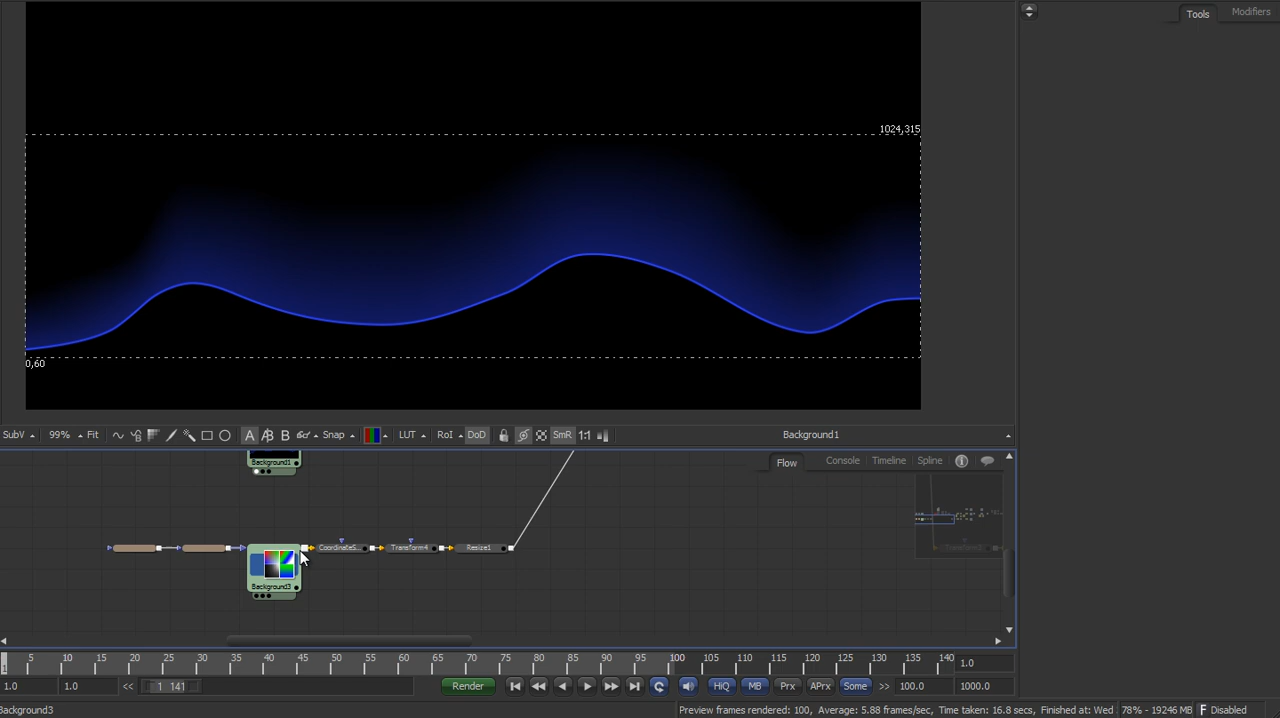 Tools
Modifiers
1024,315
0,60
SubV
99%
Fit
A
B
Snap
LUT
RoI
DoD
SmR
1:1
Background1
Flow
Console
Timeline
Spline
Background1
CoordinateS...
Transform4
Resize1
Background3
1
5
10
15
20
25
30
35
40
45
50
55
60
65
70
75
80
85
90
95
100
105
110
115
120
125
130
135
140
1.0
1.0
1.0
<<
1 141
Render
HiQ
MB
Prx
APrx
Some
>>
100.0
1000.0
Background3
Preview frames rendered: 100, Average: 5.88 frames/sec, Time taken: 16.8 secs, Finished at: Wed
78% - 19246 MB
F Disabled